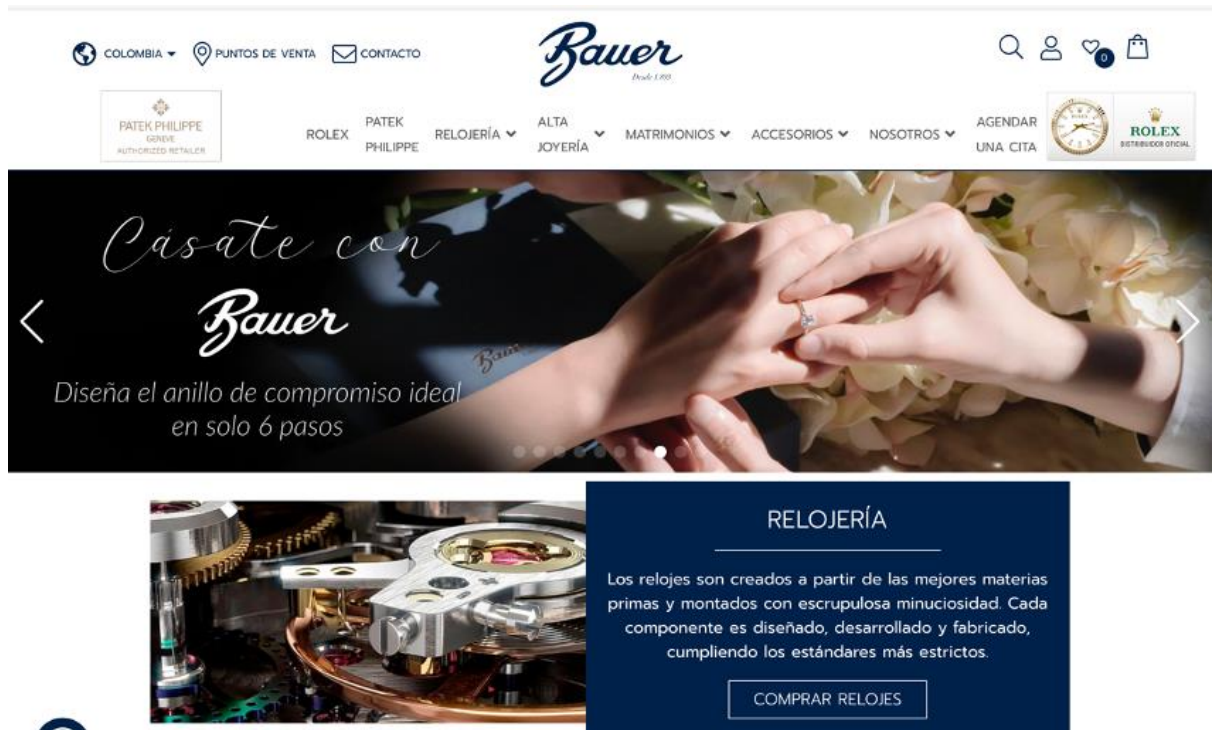 COLOMBIA
PUNTOS DE VENTA
CONTACTO
Bauer
0
PATEK PHILIPPE
GENEVE
AUTHORIZED RETAILER
ROLEX
PATEK
PHILIPPE
RELOJERÍA
ALTA
JOYERÍA
MATRIMONIOS
ACCESORIOS
NOSOTROS
AGENDAR
UNA CITA
ROLEX
DISTRIBUIDOR OFICIAL
Cásate con
Bauer
Bauer
Diseña el anillo de compromiso ideal
en solo 6 pasos
RELOJERÍA
Los relojes son creados a partir de las mejores materias
primas y montados con escrupulosa minuciosidad. Cada
componente es diseñado, desarrollado y fabricado,
cumpliendo los estándares más estrictos.
COMPRAR RELOJES